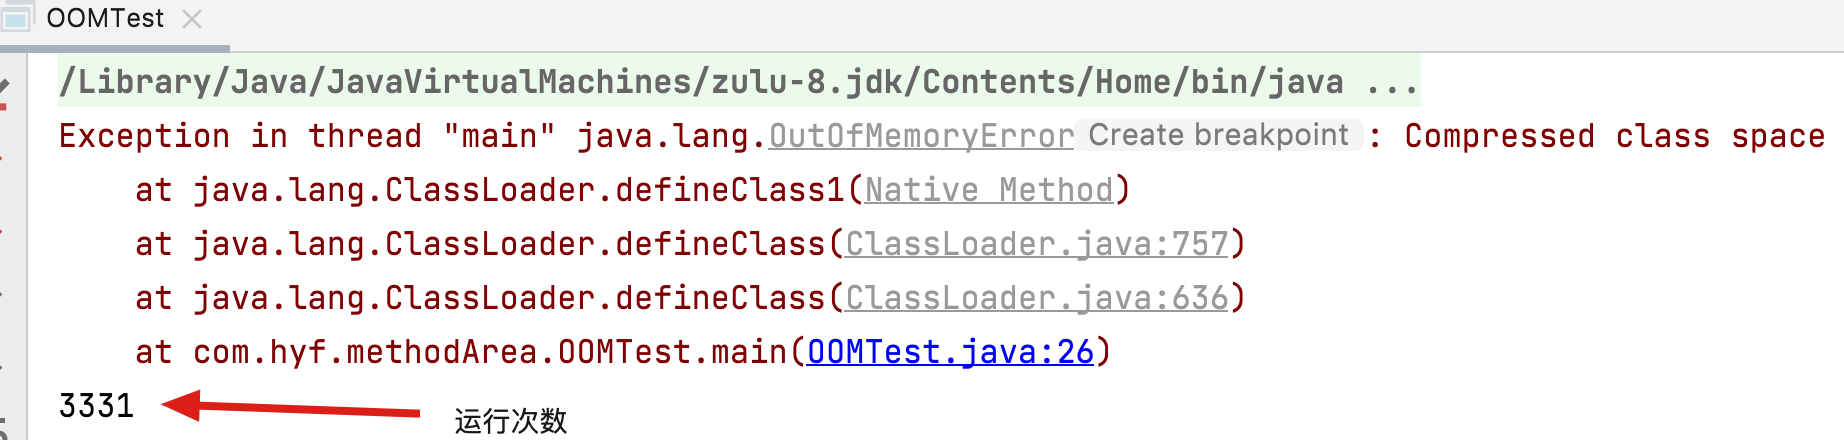 OOMTest
/Library/Java/JavaVirtualMachines/zulu-8.jdk/Contents/Home/bin/java ...
Exception in thread "main" java.lang.OutOfMemoryError Create breakpoint : Compressed class space
at java.lang.ClassLoader.defineClass1(Native Method)
at java.lang.ClassLoader.defineClass(ClassLoader.java:757)
at java.lang.ClassLoader.defineClass(ClassLoader.java:636)
at com.hyf.methodArea.OOMTest.main(OOMTest.java:26)
3331 运行次数